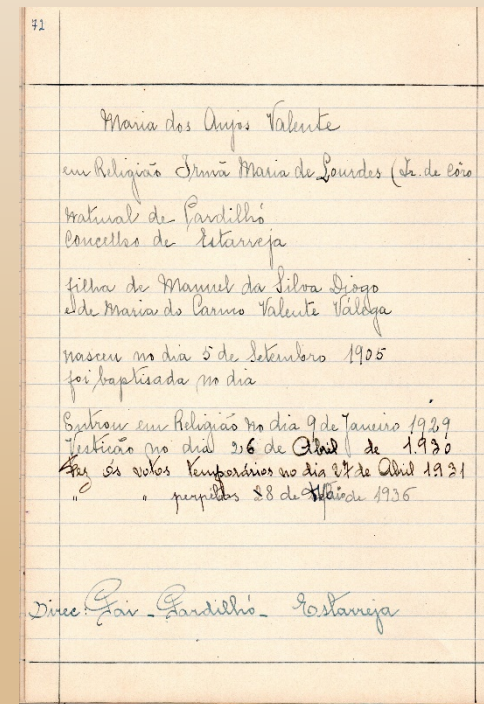 72
Maria dos Anjos Valente
em Religião Irmã Maria de Lourdes (Ir. de côro
Natural de Pardilhó
Concelho de Estarreja
filha de Manuel da Silva Diogo
e de Maria do Carmo Valente Válega
nasceu no dia 5 de Setembro 1905
foi baptisada no dia
Entrou em Religião no dia 9 de Janeiro 1929
Vestição no dia 26 de Abril de 1.930
Fez os votos temporários no dia 27 de Abril 1931
" " perpétos 28 de Maio de 1936
Direc: Pai - Pardilhó - Estarreja